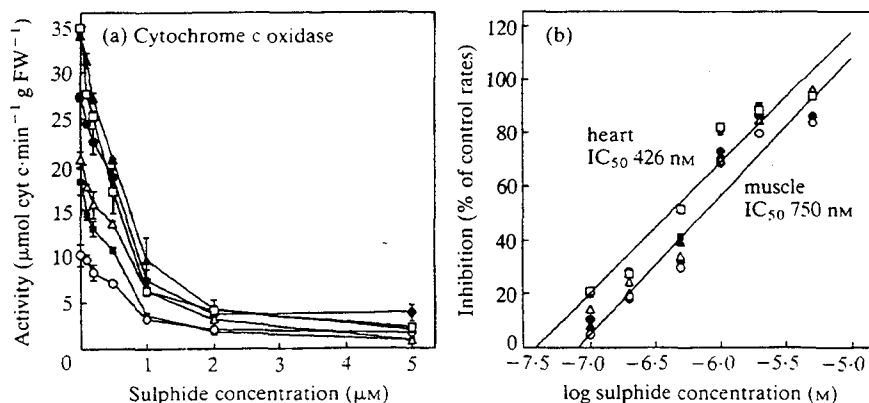 (a) Cytochrome c oxidase
Activity (μmol cyt c·min⁻¹ g FW⁻¹)
35
30
25
20
15
10
5
0
0 1 2 3 4 5
Sulphide concentration (μM)
(b)
Inhibition (% of control rates)
120
100
80
60
40
20
0
heart
IC₅₀ 426 nM
muscle
IC₅₀ 750 nM
−7.5 −7.0 −6.5 −6.0 −5.5 −5.0
log sulphide concentration (M)